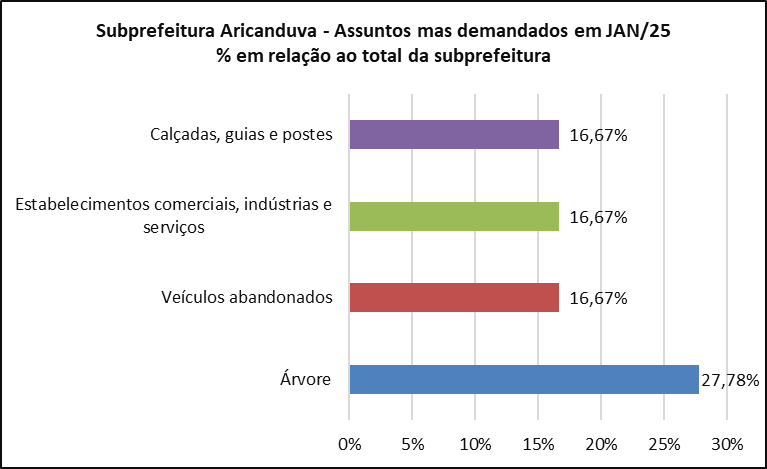 Subprefeitura Aricanduva - Assuntos mas demandados em JAN/25
% em relação ao total da subprefeitura
Calçadas, guias e postes
16,67%
Estabelecimentos comerciais, indústrias e
serviços
16,67%
Veículos abandonados
16,67%
Árvore
27,78%
0% 5% 10% 15% 20% 25% 30%